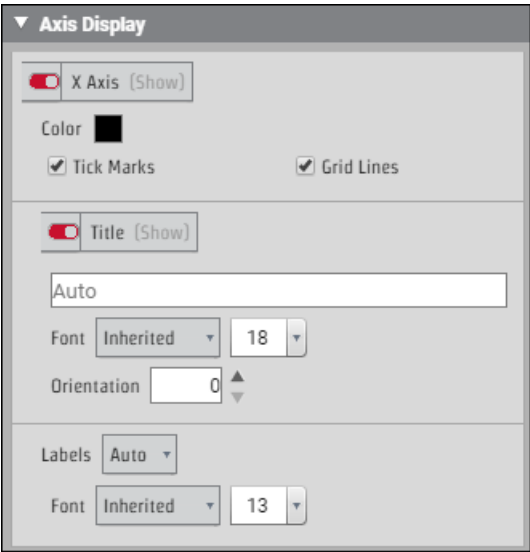 Axis Display
X Axis (Show)
Color
Tick Marks Grid Lines
Title (Show)
Auto
Font Inherited 18
Orientation 0
Labels Auto
Font Inherited 13